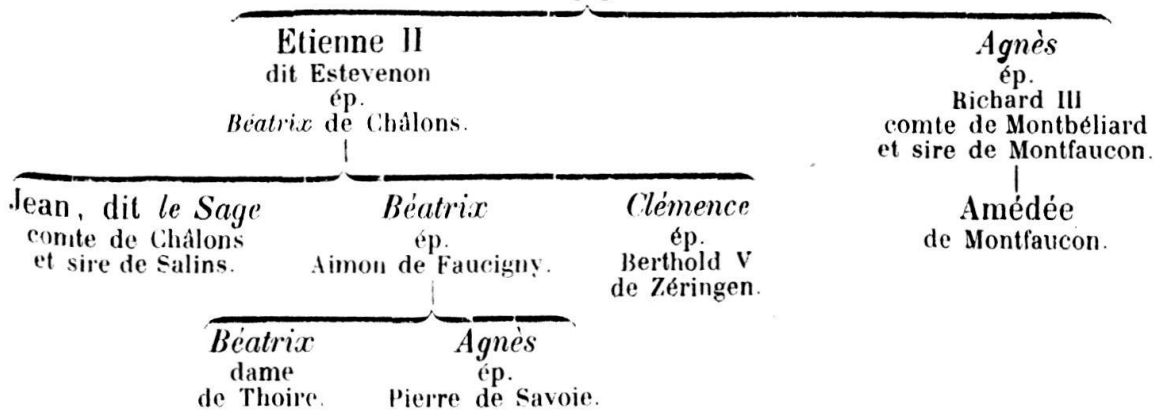 Etienne II
dit Estevenon
ép.
Béatrix de Châlons.
Agnès
ép.
Richard III
comte de Montbéliard
et sire de Montfaucon.
Jean, dit le Sage
comte de Châlons
et sire de Salins.
Béatrix
ép.
Aimon de Faucigny.
Clémence
ép.
Berthold V
de Zéringen.
Amédée
de Montfaucon.
Béatrix
dame
de Thoire.
Agnès
ép.
Pierre de Savoie.